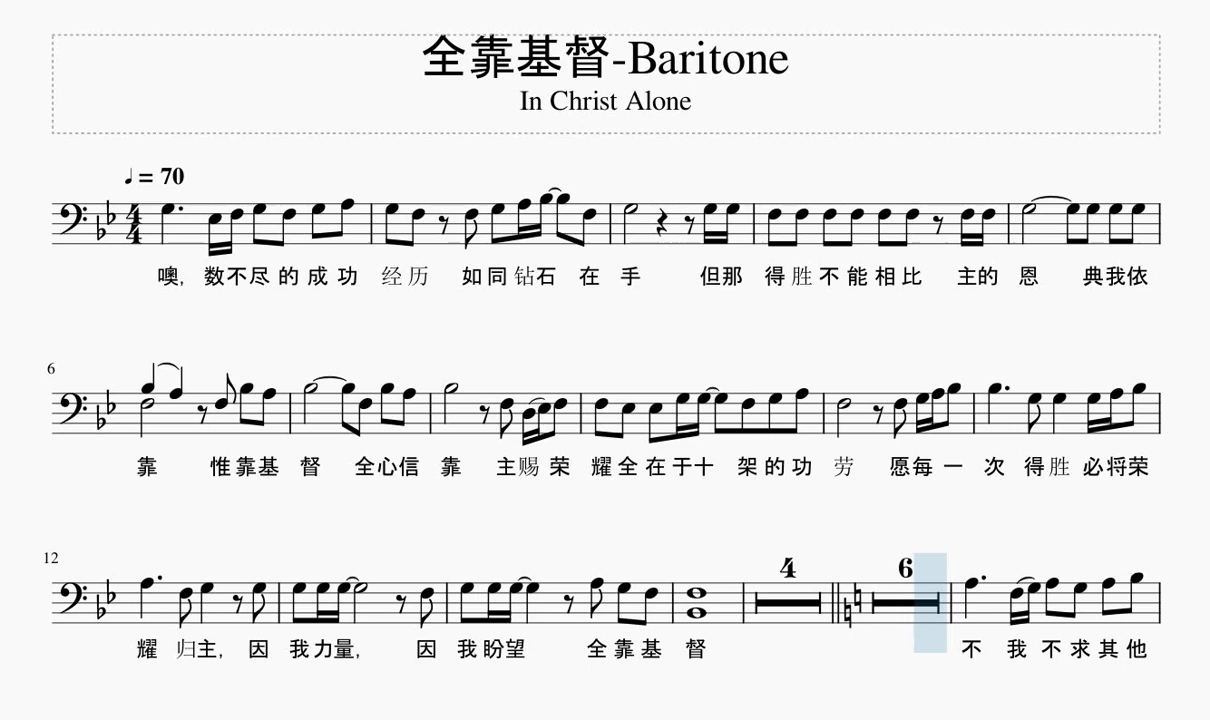 全靠基督-Baritone
In Christ Alone
♩ = 70
噢, 数不尽的成功 经历 如同钻石 在 手 但那 得胜不能相比 主的 恩 典我依
6
靠 惟靠基 督 全心信 靠 主赐 荣 耀全在于十 架的功 劳 愿每一 次 得胜 必将荣
12
4 6
耀 归主, 因 我力量, 因 我盼望 全靠基 督 不 我 不求其他